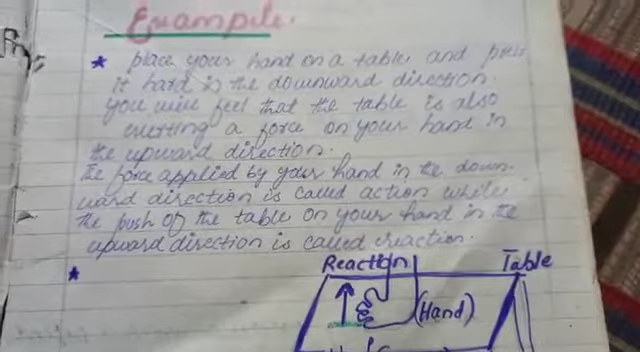 Example.
* place your hand on a table and push
it hard in the downward direction.
you will feel that the table is also
exerting a force on your hand in
the upward direction.
The force applied by your hand in the down-
ward direction is called action while
the push of the table on your hand in the
upward direction is called reaction.
*
Reaction Table
(Hand)